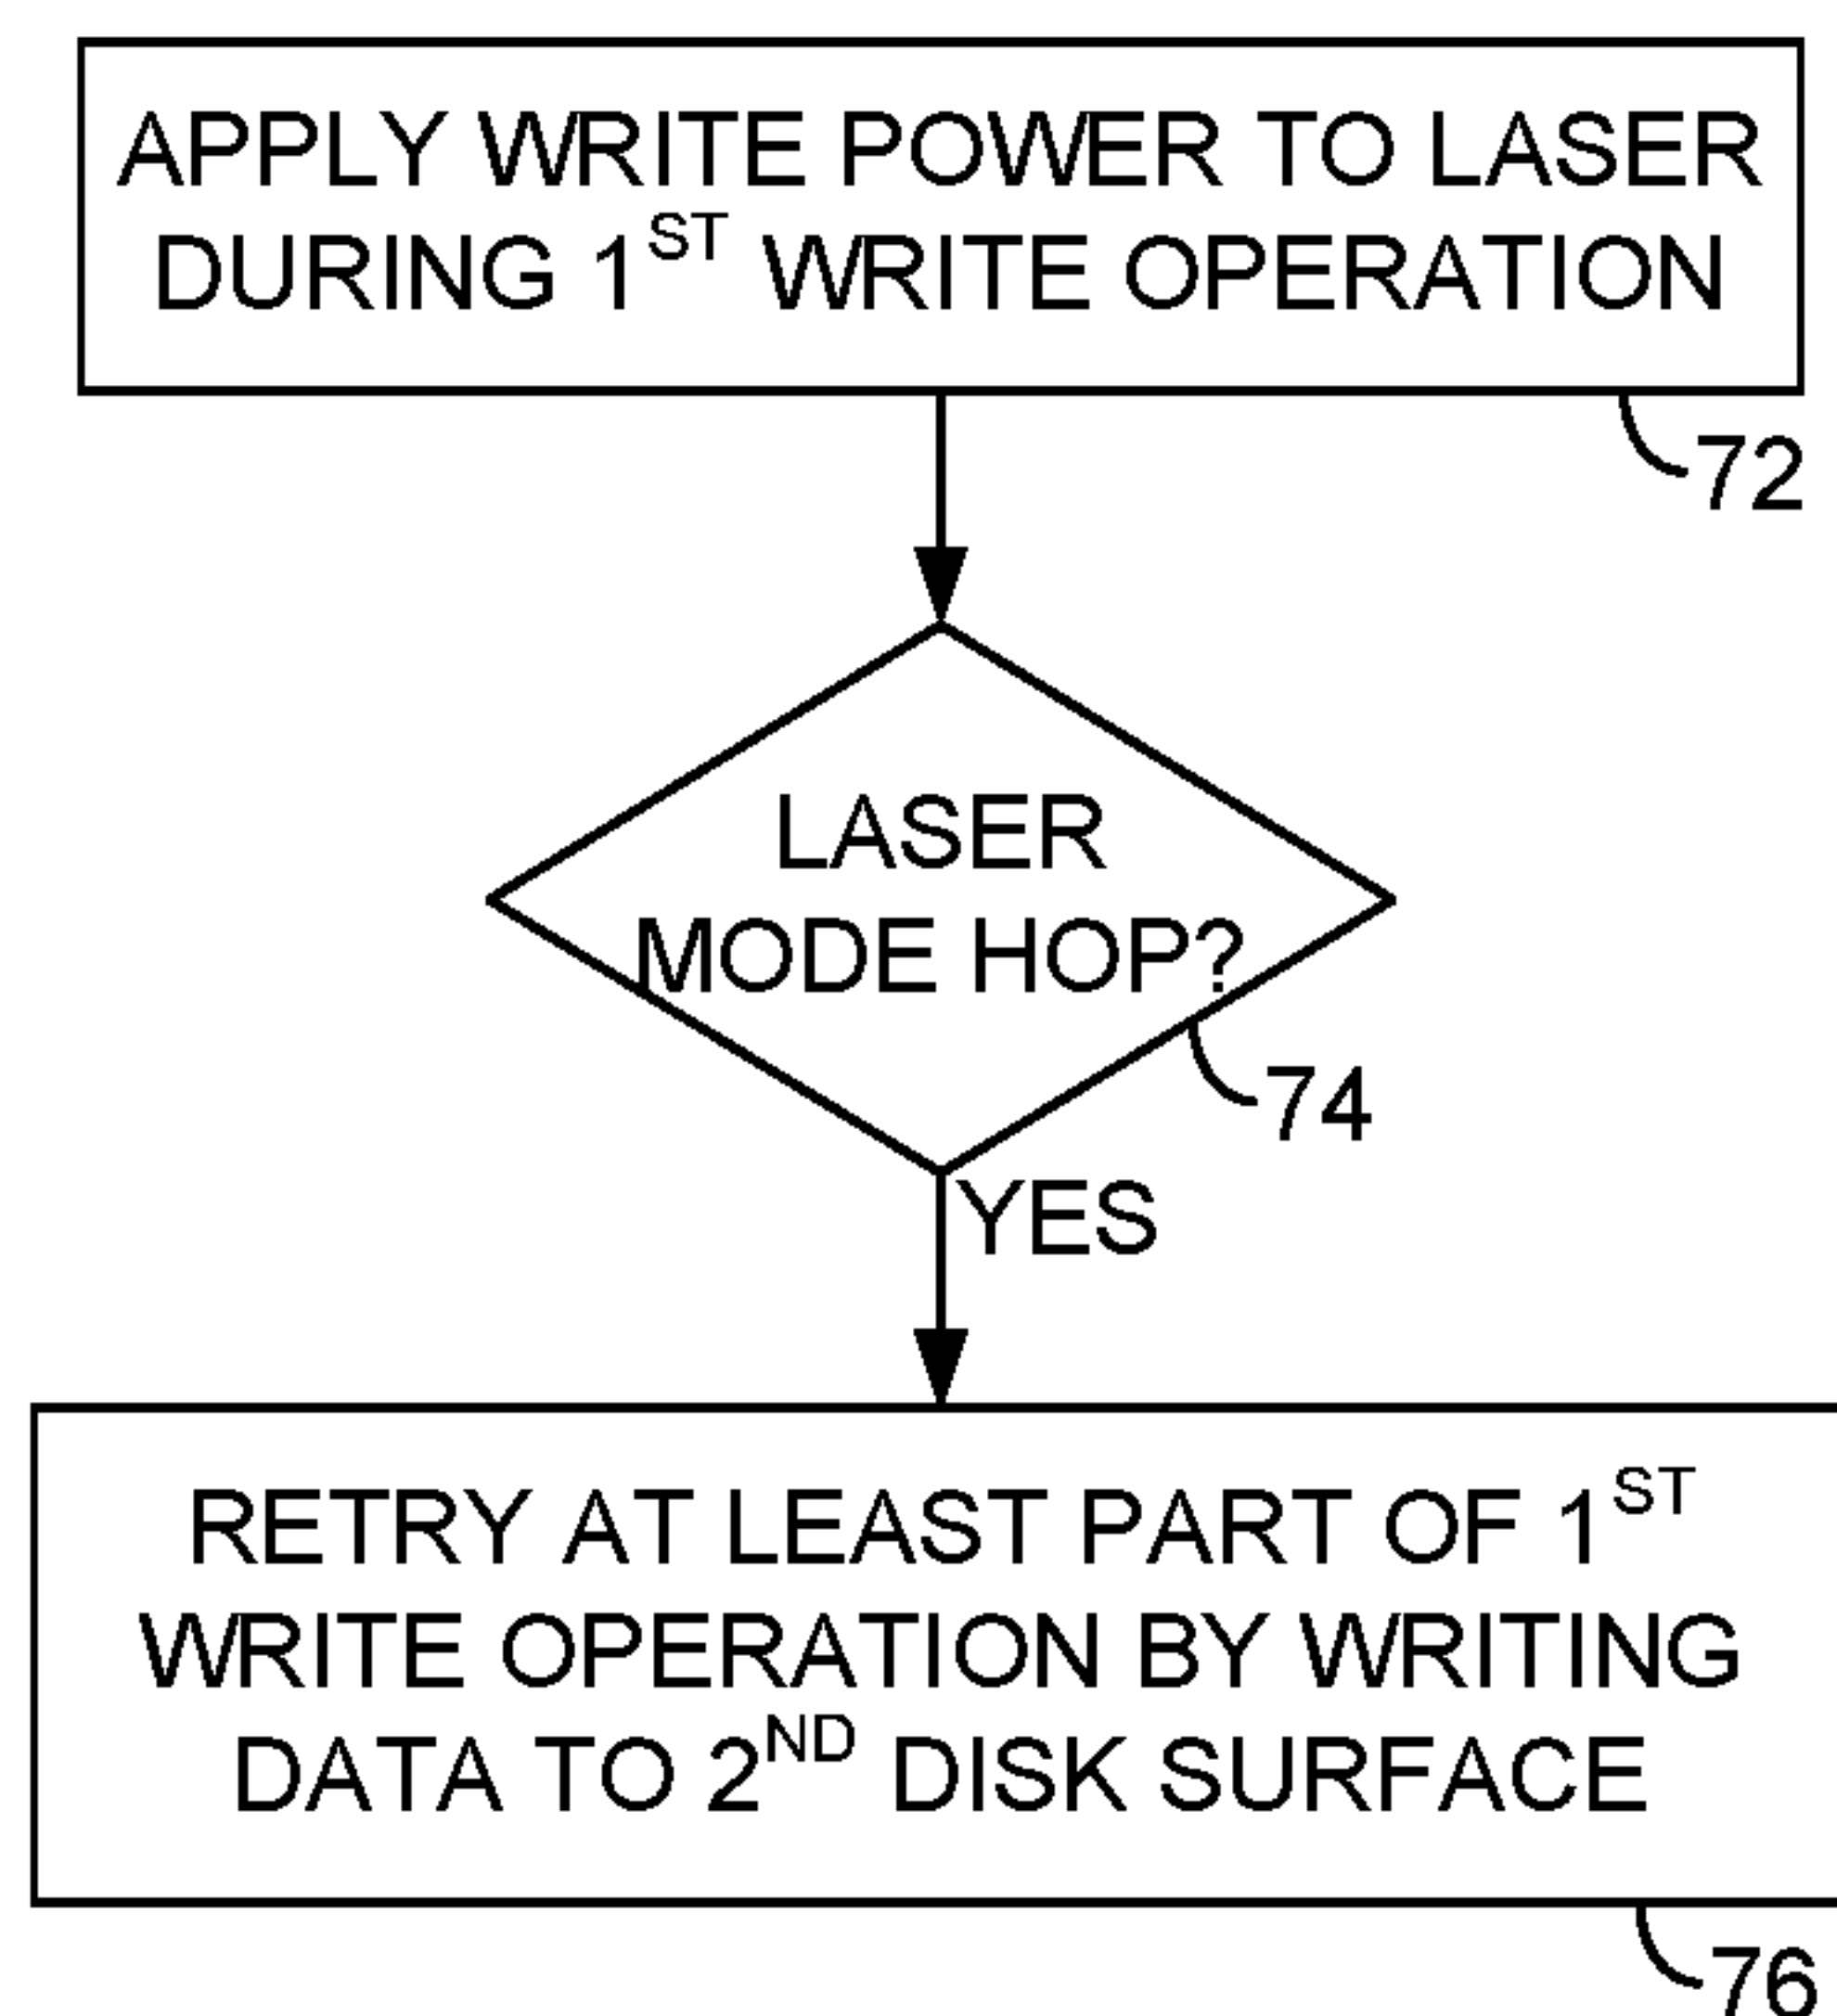 APPLY WRITE POWER TO LASER
DURING 1ST WRITE OPERATION
72
LASER
MODE HOP?
74
YES
RETRY AT LEAST PART OF 1ST
WRITE OPERATION BY WRITING
DATA TO 2ND DISK SURFACE
76